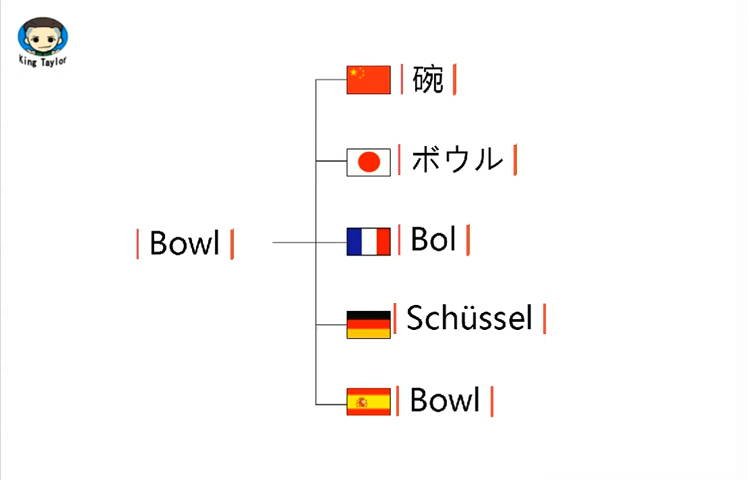 King Taylor
碗
ボウル
Bowl
Bol
Schüssel
Bowl